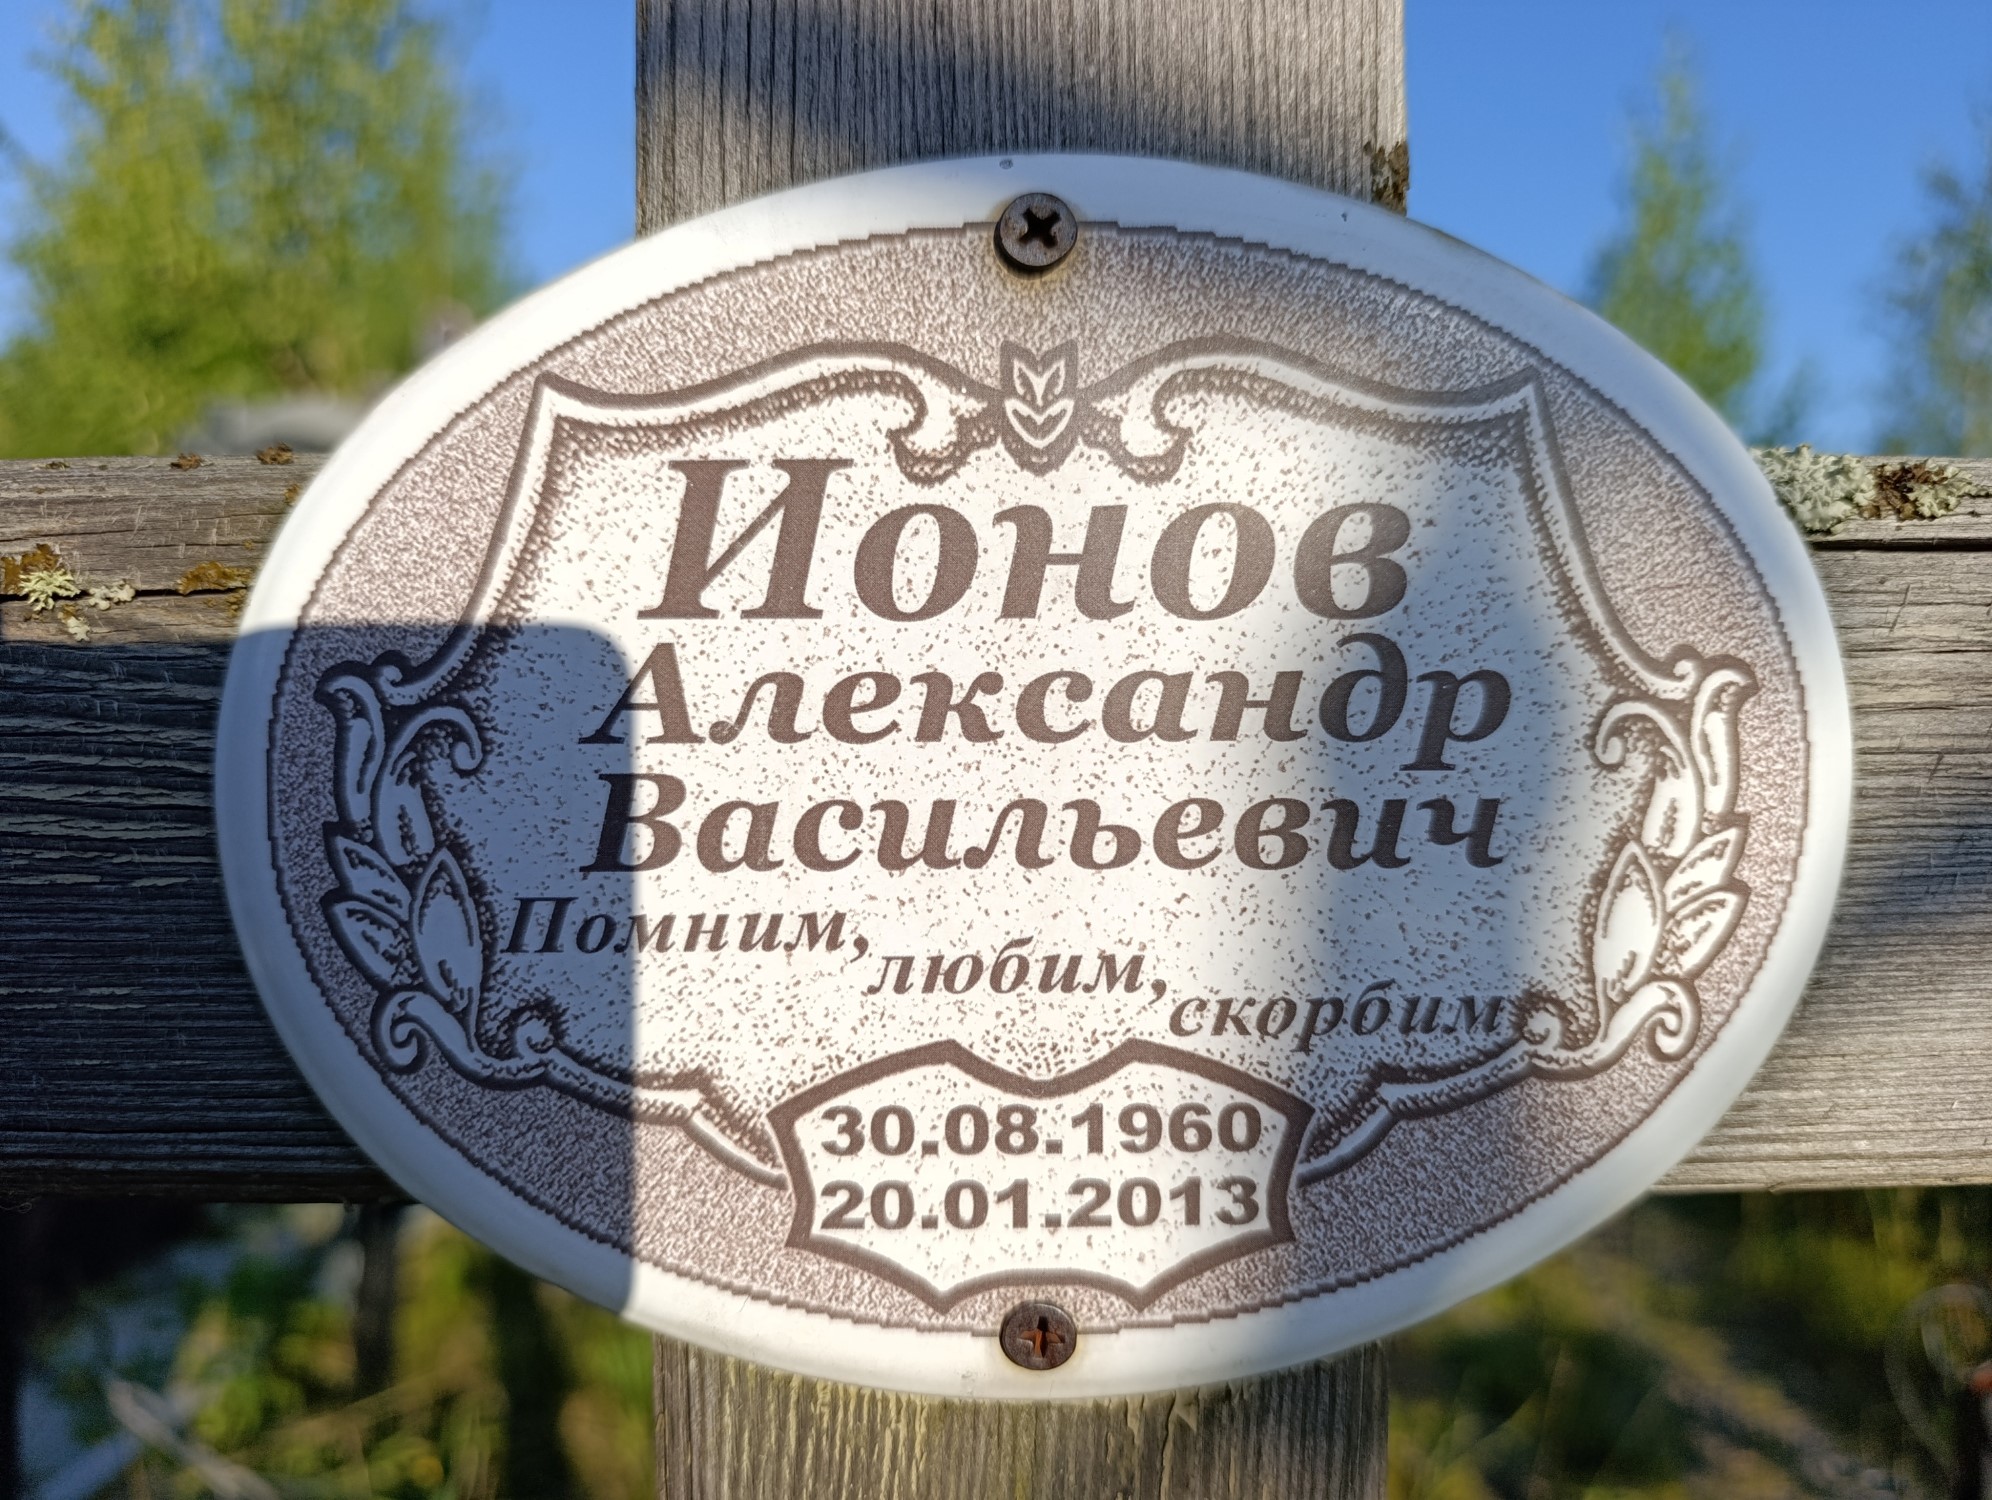 Ионов
Александр
Васильевич
Помним, любим, скорбим
30.08.1960
20.01.2013